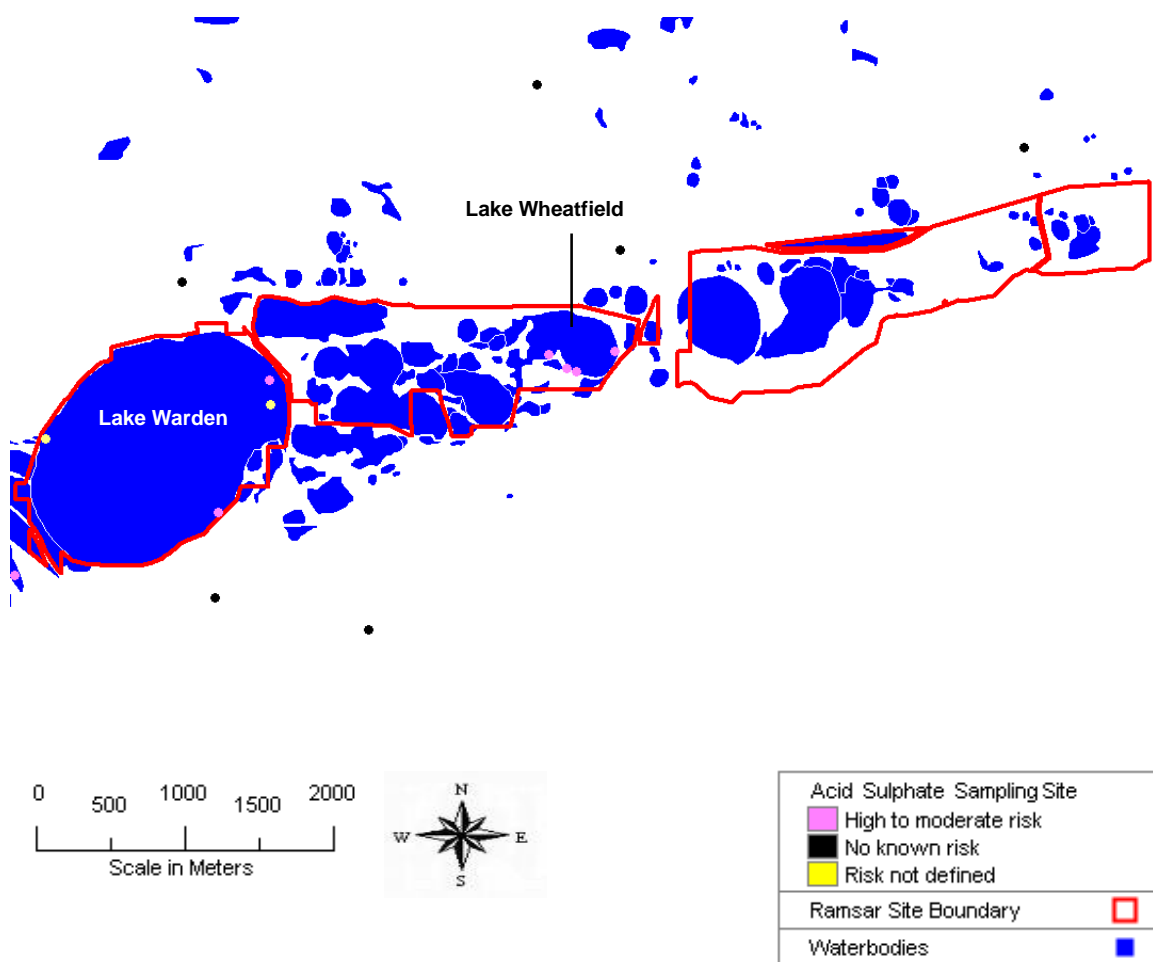 Lake Wheatfield
Lake Warden
0 500 1000 1500 2000
Scale in Meters
N
W E
S
Acid Sulphate Sampling Site
High to moderate risk
No known risk
Risk not defined
Ramsar Site Boundary
Waterbodies